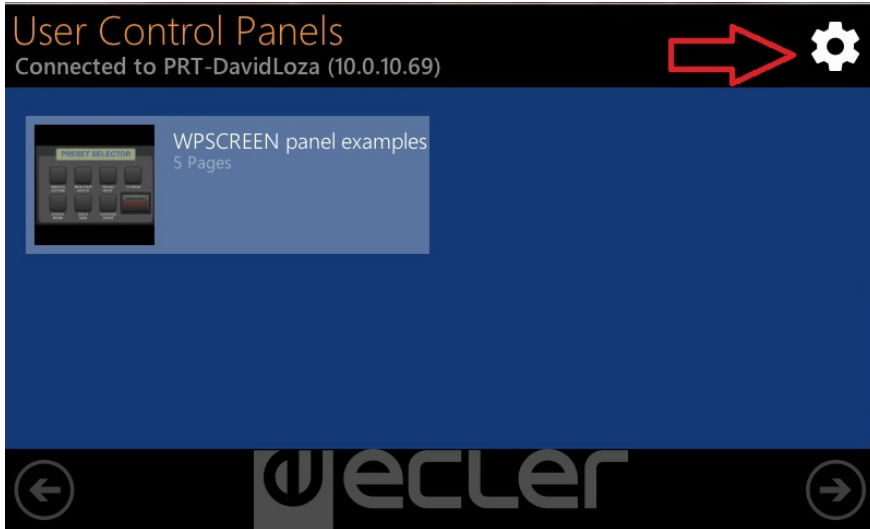 User Control Panels
Connected to PRT-DavidLoza (10.0.10.69)
WPSCREEN panel examples
5 Pages
PRESET SELECTOR
ecler